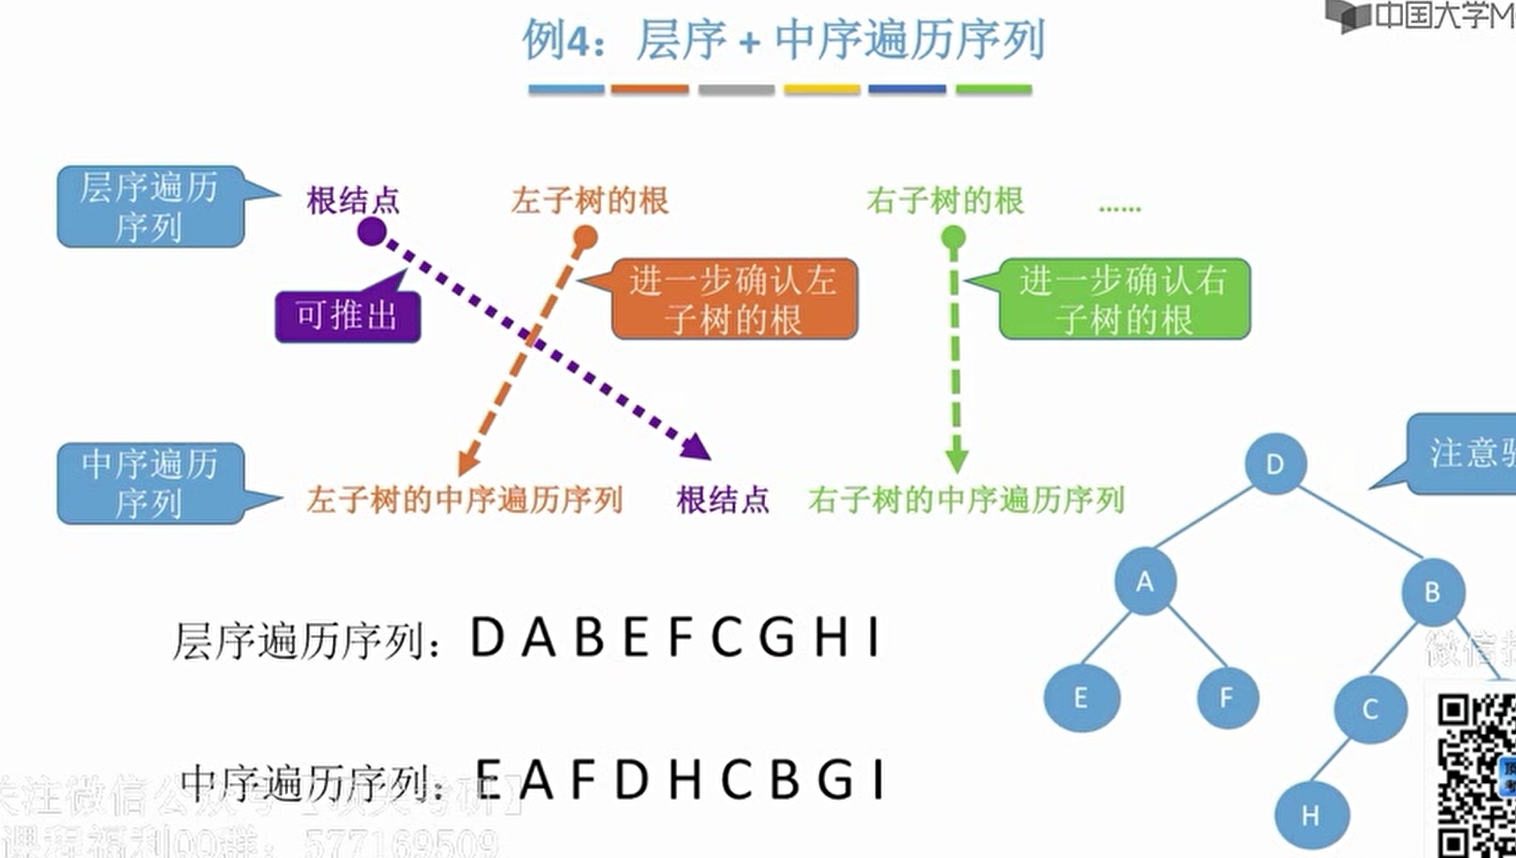 中国大学M
例4：层序 + 中序遍历序列
层序遍历
序列
根结点
左子树的根
右子树的根
……
可推出
进一步确认左
子树的根
进一步确认右
子树的根
中序遍历
序列
左子树的中序遍历序列
根结点
右子树的中序遍历序列
注意
D
A
B
E
F
C
H
层序遍历序列：D A B E F C G H I
中序遍历序列：E A F D H C B G I
关注微信公众号【顶尖考研】
课程福利QQ群：577169509
微信扫